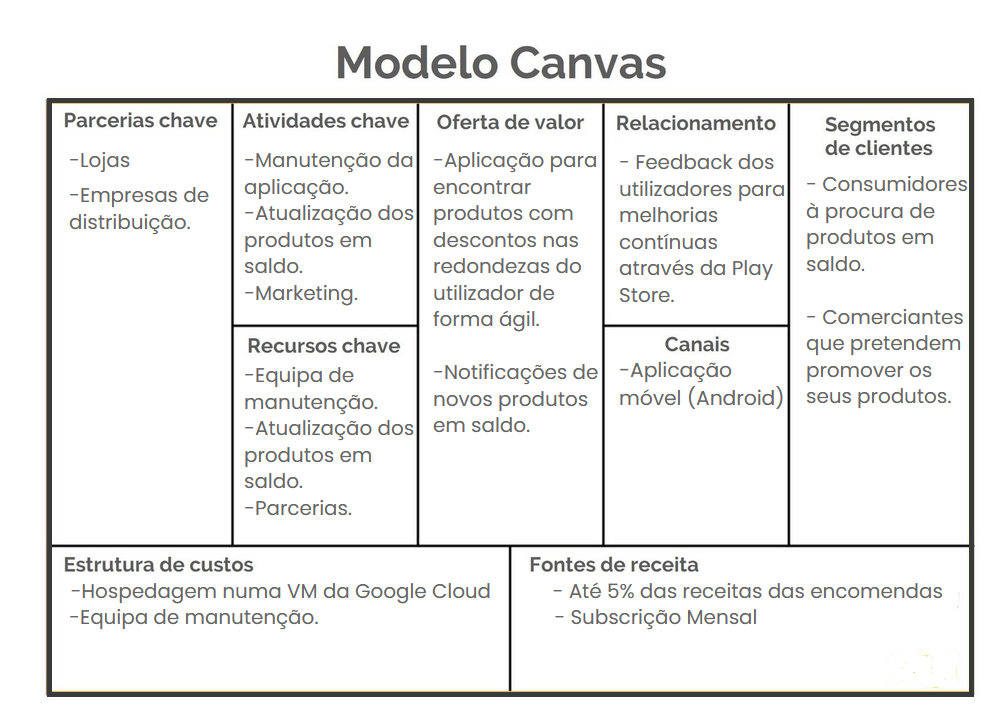 Modelo Canvas
Parcerias chave
-Lojas
-Empresas de
distribuição.
Atividades chave
-Manutenção da
aplicação.
-Atualização dos
produtos em
saldo.
-Marketing.
Recursos chave
-Equipa de
manutenção.
-Atualização dos
produtos em
saldo.
-Parcerias.
Oferta de valor
-Aplicação para
encontrar
produtos com
descontos nas
redondezas do
utilizador de
forma ágil.
-Notificações de
novos produtos
em saldo.
Relacionamento
- Feedback dos
utilizadores para
melhorias
contínuas
através da Play
Store.
Canais
-Aplicação
móvel (Android)
Segmentos
de clientes
- Consumidores
à procura de
produtos em
saldo.
- Comerciantes
que pretendem
promover os
seus produtos.
Estrutura de custos
-Hospedagem numa VM da Google Cloud
-Equipa de manutenção.
Fontes de receita
- Até 5% das receitas das encomendas
- Subscrição Mensal